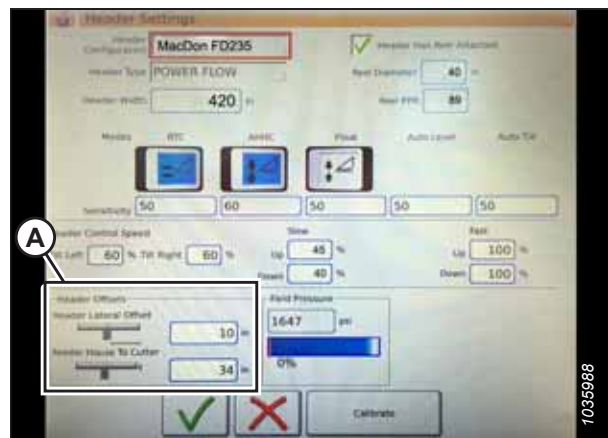 Header Settings
Header Configuration MacDon FD235
Header Has Reel Attached
Header Type POWER FLOW
Reel Diameter 40 in
Header Width 420 in
Reel PPR 89
Modes RTC AHHC Float Auto Level Auto Tilt
Sensitivity 50 60 50 50 50
Header Control Speed Slow Fast
Tilt Left 60 % Tilt Right 60 % Up 45 % Up 100 %
Down 40 % Down 100 %
A
Header Offsets
Header Lateral Offset
10 in
Feeder House To Cutter
34 in
Field Pressure
1647 psi
0%
Calibrate
1035988